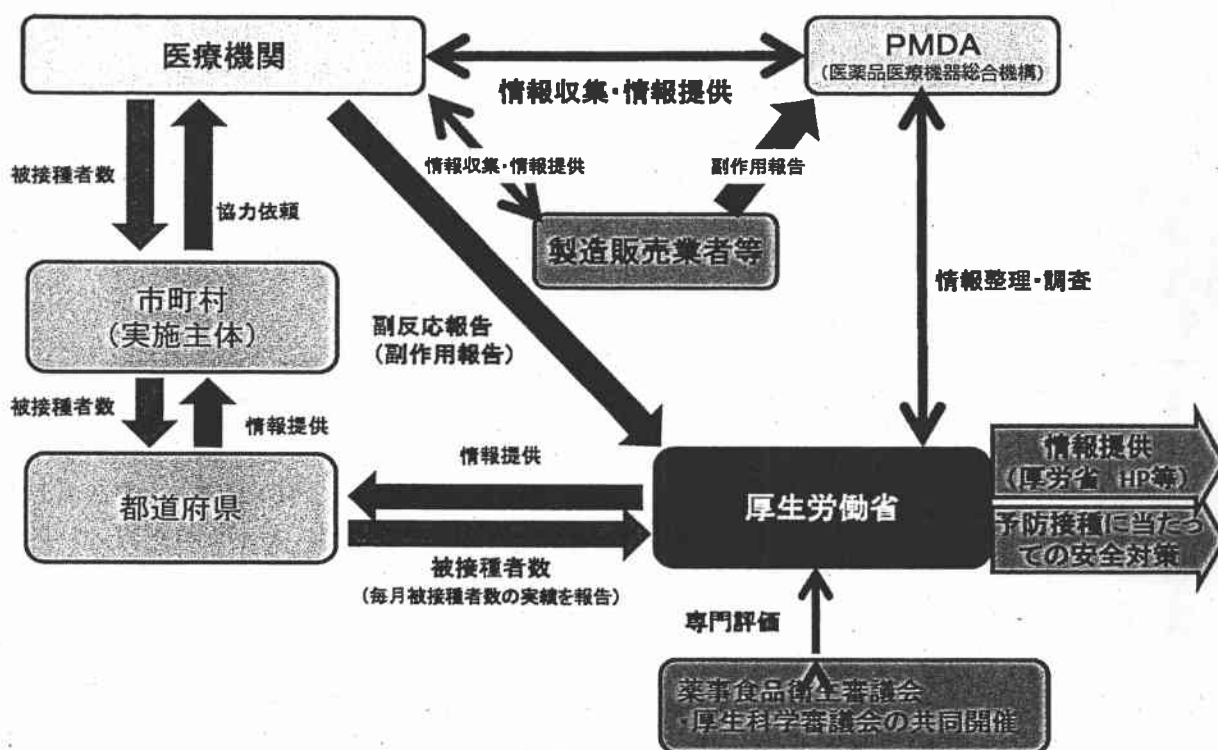 医療機関
PMDA
(医薬品医療機器総合機構)
情報収集・情報提供
被接種者数
協力依頼
情報収集・情報提供
副作用報告
製造販売業者等
市町村
(実施主体)
情報整理・調査
副反応報告
(副作用報告)
被接種者数
情報提供
都道府県
情報提供
厚生労働省
情報提供
(厚労省 HP等)
予防接種に当たっ
ての安全対策
被接種者数
(毎月被接種者数の実績を報告)
専門評価
薬事食品衛生審議会
・厚生科学審議会の共同開催